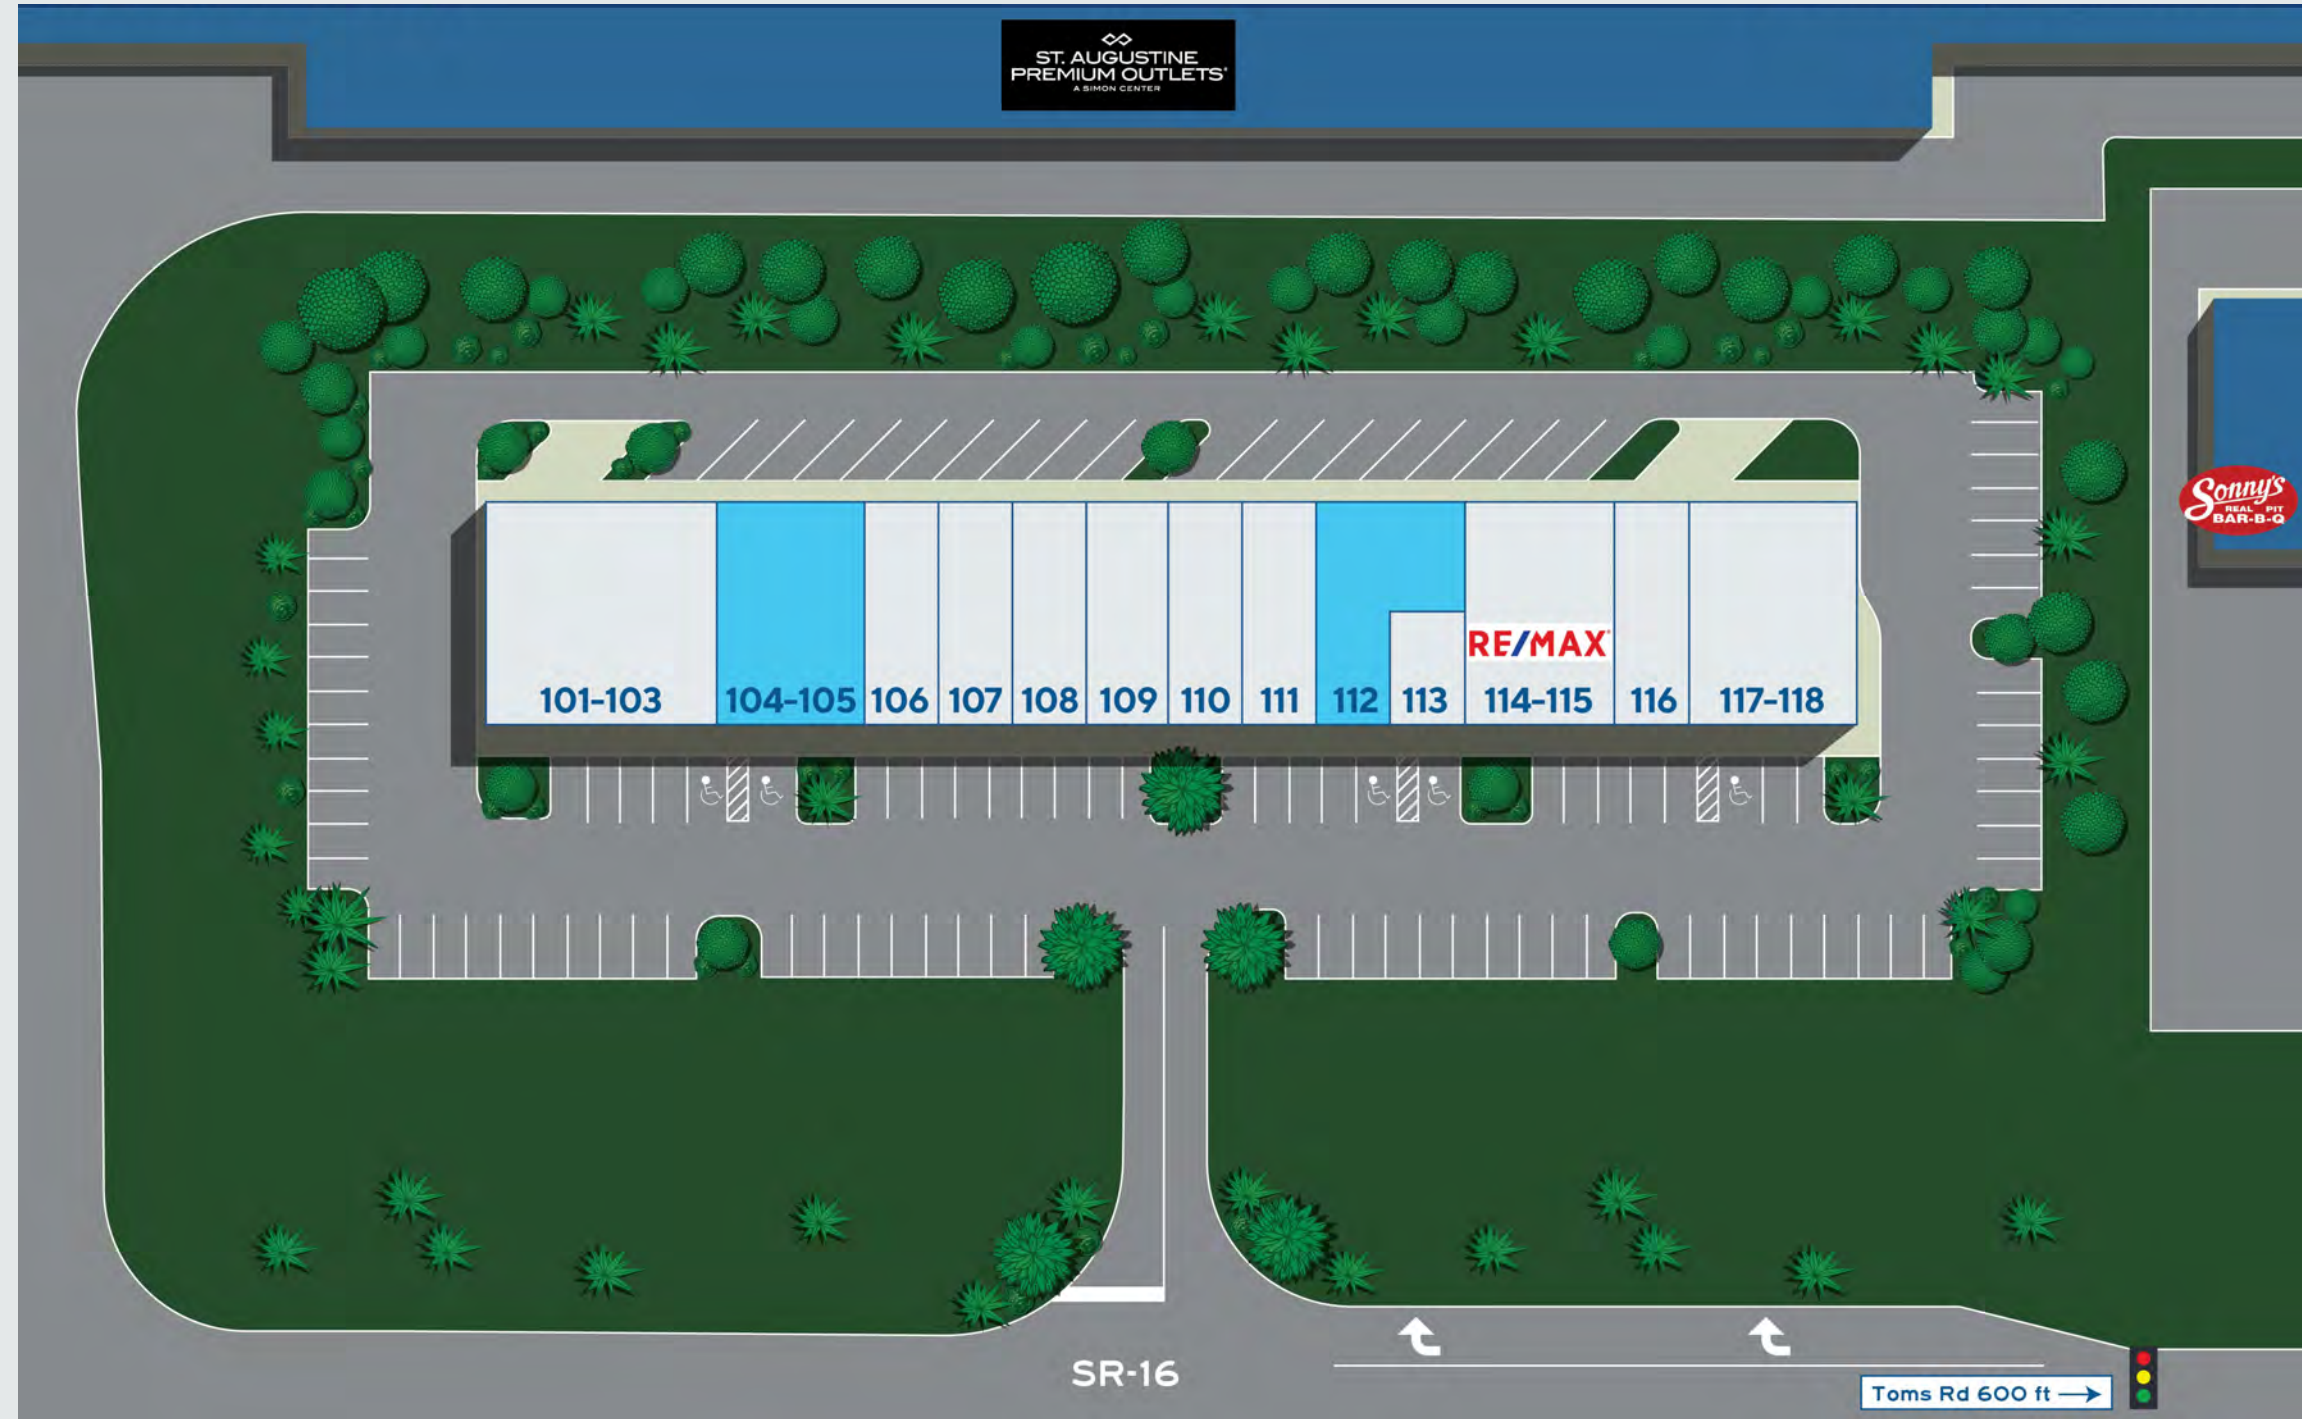 ST. AUGUSTINE
PREMIUM OUTLETS®
A SIMON CENTER
Sonny's
REAL PIT
BAR-B-Q
RE/MAX
101-103 104-105 106 107 108 109 110 111 112 113 114-115 116 117-118
SR-16
Toms Rd 600 ft →